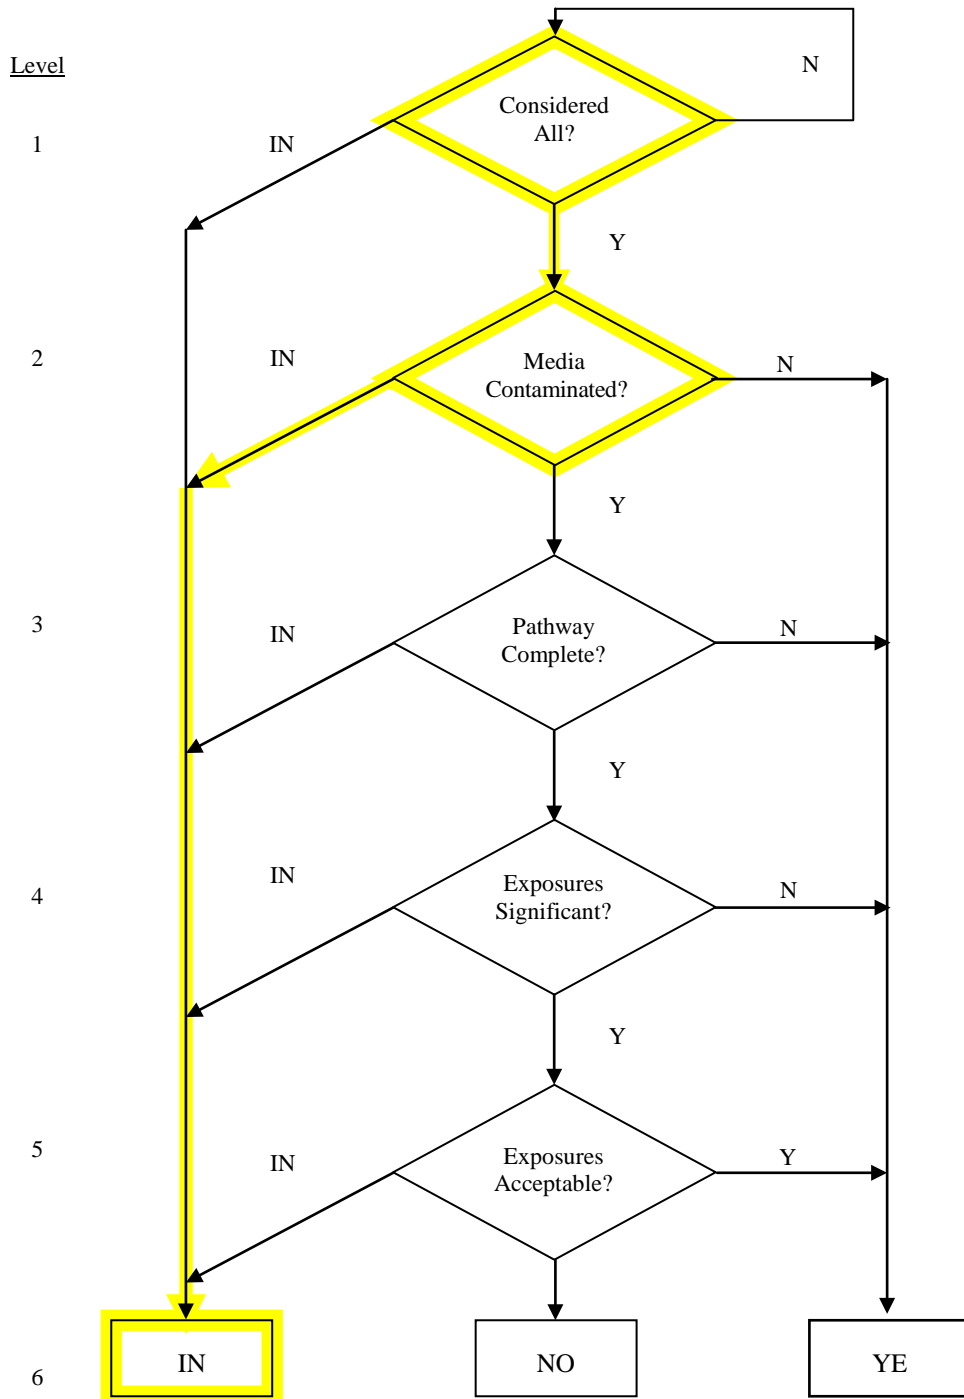 N
Level
Considered
All?
1
IN
Y
2
IN
Media
Contaminated?
N
Y
3
IN
Pathway
Complete?
N
Y
4
IN
Exposures
Significant?
N
Y
5
IN
Exposures
Acceptable?
Y
6
IN
NO
YE